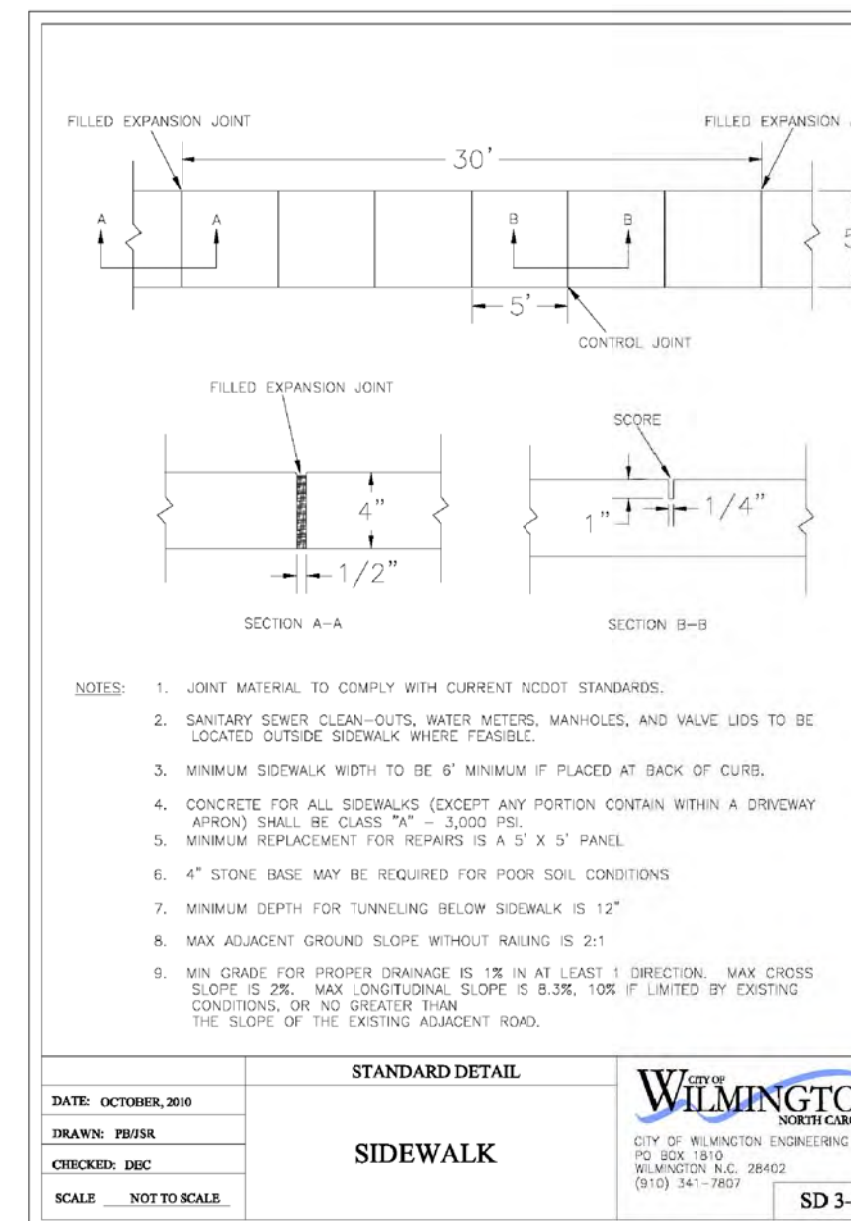 FILLED EXPANSION JOINT
FILLED EXPANSION
30'
A
A
B
B
5'
CONTROL JOINT
FILLED EXPANSION JOINT
SCORE
4"
1"
1/4"
1/2"
SECTION A-A
SECTION B-B
NOTES: 1. JOINT MATERIAL TO COMPLY WITH CURRENT NCDOT STANDARDS.
2. SANITARY SEWER CLEAN-OUTS, WATER METERS, MANHOLES, AND VALVE LIDS TO BE
LOCATED OUTSIDE SIDEWALK WHERE FEASIBLE.
3. MINIMUM SIDEWALK WIDTH TO BE 6' MINIMUM IF PLACED AT BACK OF CURB.
4. CONCRETE FOR ALL SIDEWALKS (EXCEPT ANY PORTION CONTAIN WITHIN A DRIVEWAY
APRON) SHALL BE CLASS "A" - 3,000 PSI.
5. MINIMUM REPLACEMENT FOR REPAIRS IS A 5' X 5' PANEL
6. 4" STONE BASE MAY BE REQUIRED FOR POOR SOIL CONDITIONS
7. MINIMUM DEPTH FOR TUNNELING BELOW SIDEWALK IS 12"
8. MAX ADJACENT GROUND SLOPE WITHOUT RAILING IS 2:1
9. MIN GRADE FOR PROPER DRAINAGE IS 1% IN AT LEAST 1 DIRECTION. MAX CROSS
SLOPE IS 2%. MAX LONGITUDINAL SLOPE IS 8.3%, 10% IF LIMITED BY EXISTING
CONDITIONS, OR NO GREATER THAN
THE SLOPE OF THE EXISTING ADJACENT ROAD.
STANDARD DETAIL
DATE: OCTOBER, 2010
DRAWN: PB/JSR
CHECKED: DEC
SCALE NOT TO SCALE
SIDEWALK
CITY OF
WILMINGTO
NORTH CAR
CITY OF WILMINGTON ENGINEERING
PO BOX 1810
WILMINGTON N.C. 28402
(910) 341-7807
SD 3-